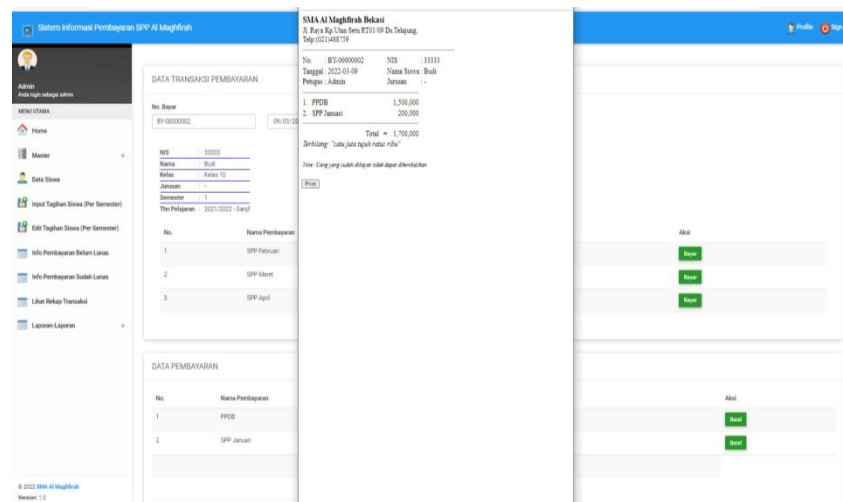 Sistem Informasi Pembayaran SPP Al Maghfirah
Profile
Sign
Admin
Anda login sebagai admin
MENU UTAMA
Home
Master +
Data Siswa
Input Tagihan Siswa (Per Semester)
Edit Tagihan Siswa (Per Semester)
Info Pembayaran Belum Lunas
Info Pembayaran Sudah Lunas
Lihat Rekap Transaksi
Laporan-Laporan +
© 2022 SMA Al Maghfirah
Version: 1.0
DATA TRANSAKSI PEMBAYARAN
No. Bayar
BY-00000002
09/03/20
NIS : 33333
Nama : Budi
Kelas : Kelas 10
Jurusan : -
Semester : 1
Thn Pelajaran : 2021/2022 - Ganjil
No. Nama Pembayaran Aksi
1 SPP Februari Bayar
2 SPP Maret Bayar
3 SPP April Bayar
DATA PEMBAYARAN
No. Nama Pembayaran Aksi
1 PPDB Batal
2 SPP Januari Batal
SMA Al Maghfirah Bekasi
Jl. Raya Kp.Utan Setu RT01/09 Ds.Telajung,
Telp:(021)488759
No. : BY-00000002 NIS : 33333
Tanggal : 2022-03-09 Nama Siswa : Budi
Petugas : Admin Jurusan : -
1. PPDB 1,500,000
2. SPP Januari 200,000
Total = 1,700,000
Terbilang: "satu juta tujuh ratus ribu"
Note : Uang yang sudah dibayar tidak dapat dikembalikan
Print